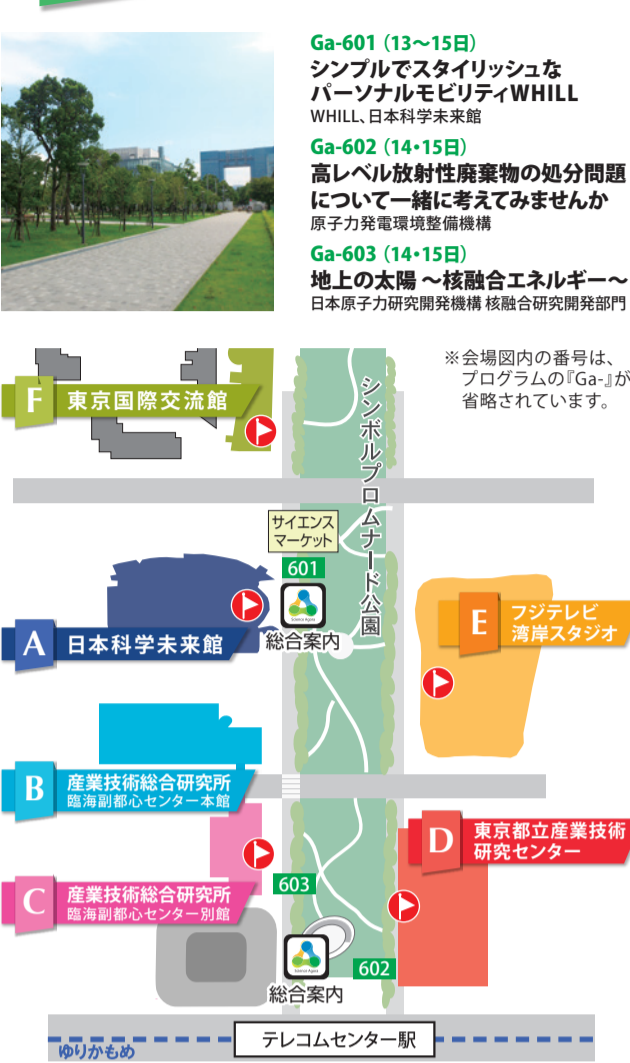 Ga-601（13～15日）
シンプルでスタイリッシュな
パーソナルモビリティWHILL
WHILL、日本科学未来館
Ga-602（14・15日）
高レベル放射性廃棄物の処分問題
について一緒に考えてみませんか
原子力発電環境整備機構
Ga-603（14・15日）
地上の太陽 ～核融合エネルギー～
日本原子力研究開発機構 核融合研究開発部門
※会場図内の番号は、
プログラムの『Ga-』が
省略されています。
F 東京国際交流館
シンボルプロムナード公園
サイエンス
マーケット
601
総合案内
A 日本科学未来館
E フジテレビ
湾岸スタジオ
B 産業技術総合研究所
臨海副都心センター本館
D 東京都立産業技術
研究センター
C 産業技術総合研究所
臨海副都心センター別館
603
602
総合案内
テレコムセンター駅
ゆりかもめ